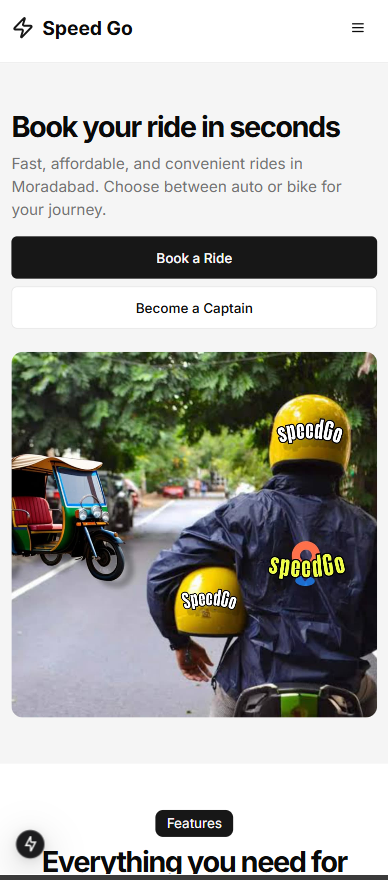 Speed Go
Book your ride in seconds
Fast, affordable, and convenient rides in
Moradabad. Choose between auto or bike for
your journey.
Book a Ride
Become a Captain
speedGo
speedGo
speedGo
Features
Everything you need for